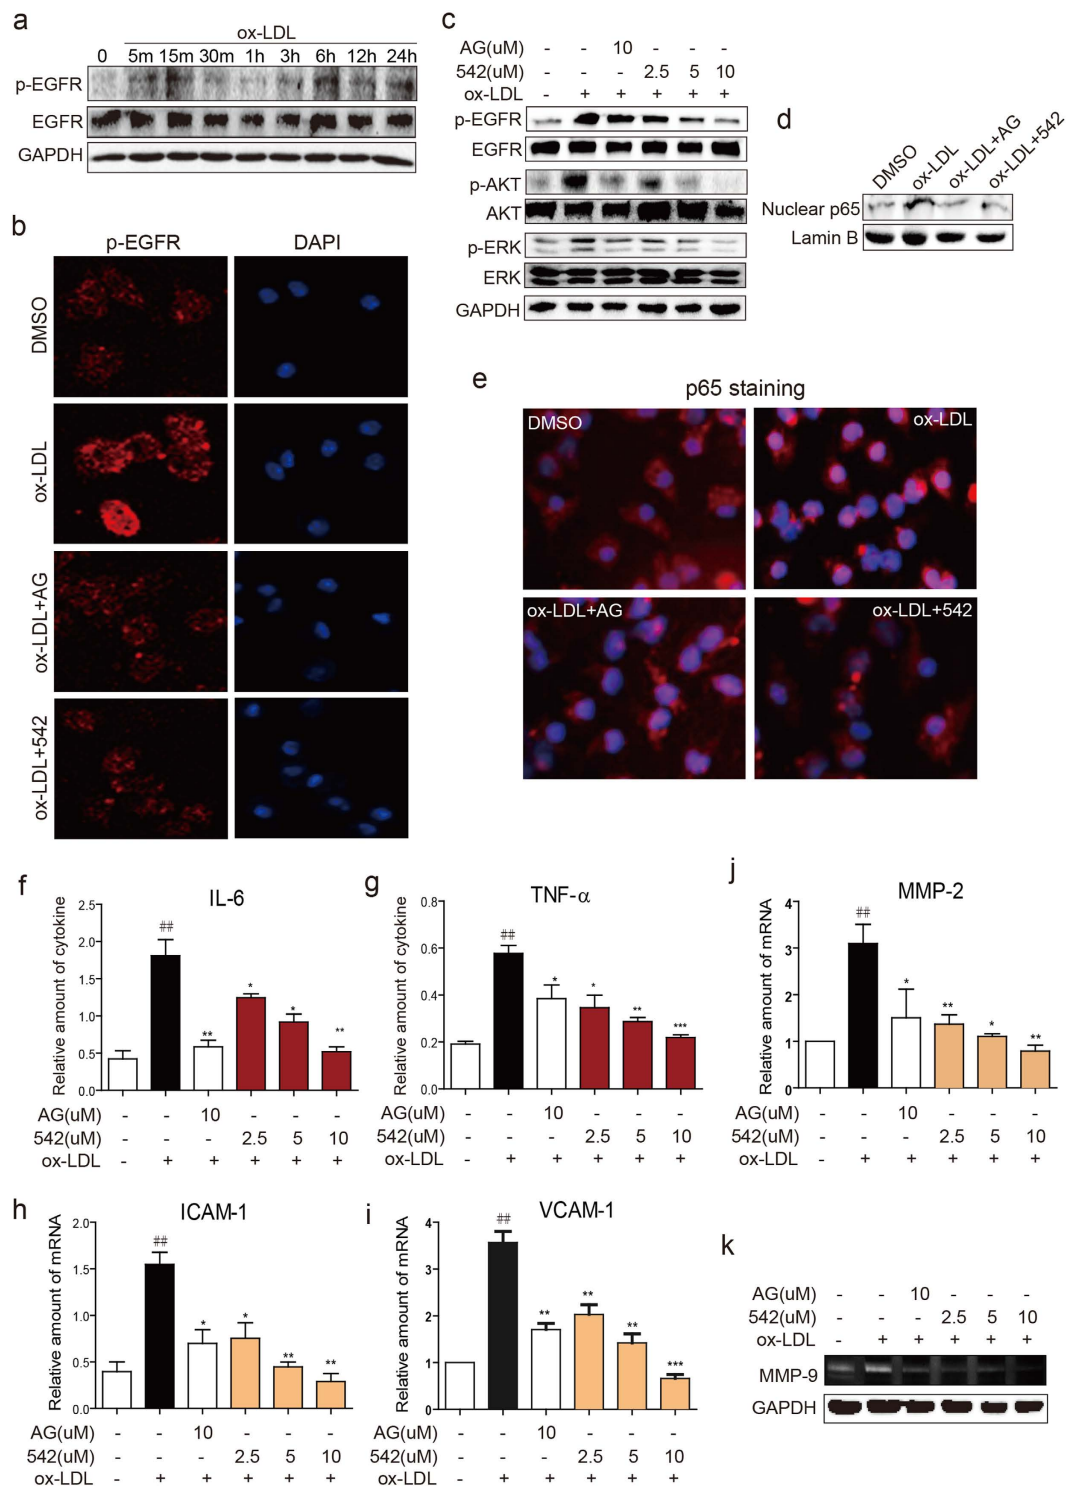 a
ox-LDL
0 5m 15m 30m 1h 3h 6h 12h 24h
p-EGFR
EGFR
GAPDH
b
p-EGFR DAPI
DMSO
ox-LDL
ox-LDL+AG
ox-LDL+542
c
AG(uM) - - 10 - - -
542(uM) - - - 2.5 5 10
ox-LDL - + + + + +
p-EGFR
EGFR
p-AKT
AKT
p-ERK
ERK
GAPDH
d
DMSO ox-LDL ox-LDL+AG ox-LDL+542
Nuclear p65
Lamin B
e
p65 staining
DMSO
ox-LDL
ox-LDL+AG
ox-LDL+542
f
IL-6
Relative amount of cytokine
2.5
2.0
1.5
1.0
0.5
0.0
##
**
*
*
**
AG(uM) - - 10 - - -
542(uM) - - - 2.5 5 10
ox-LDL - + + + + +
g
TNF-α
Relative amount of cytokine
0.8
0.6
0.4
0.2
0.0
##
*
*
**
***
AG(uM) - - 10 - - -
542(uM) - - - 2.5 5 10
ox-LDL - + + + + +
j
MMP-2
Relative amount of mRNA
4
3
2
1
0
##
*
**
*
**
AG(uM) - - 10 - - -
542(uM) - - - 2.5 5 10
ox-LDL - + + + + +
h
ICAM-1
Relative amount of mRNA
2.0
1.5
1.0
0.5
0.0
##
*
*
**
**
AG(uM) - - 10 - - -
542(uM) - - - 2.5 5 10
ox-LDL - + + + + +
i
VCAM-1
Relative amount of mRNA
4
3
2
1
0
##
**
**
**
***
AG(uM) - - 10 - - -
542(uM) - - - 2.5 5 10
ox-LDL - + + + + +
k
AG(uM) - - 10 - - -
542(uM) - - - 2.5 5 10
ox-LDL - + + + + +
MMP-9
GAPDH